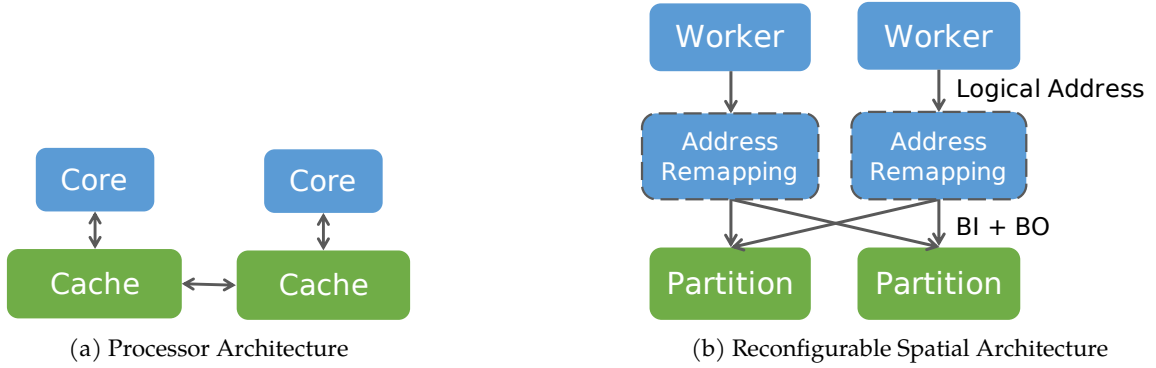 Core
Core
Cache
Cache
(a) Processor Architecture
Worker
Worker
Logical Address
Address
Remapping
Address
Remapping
BI + BO
Partition
Partition
(b) Reconfigurable Spatial Architecture